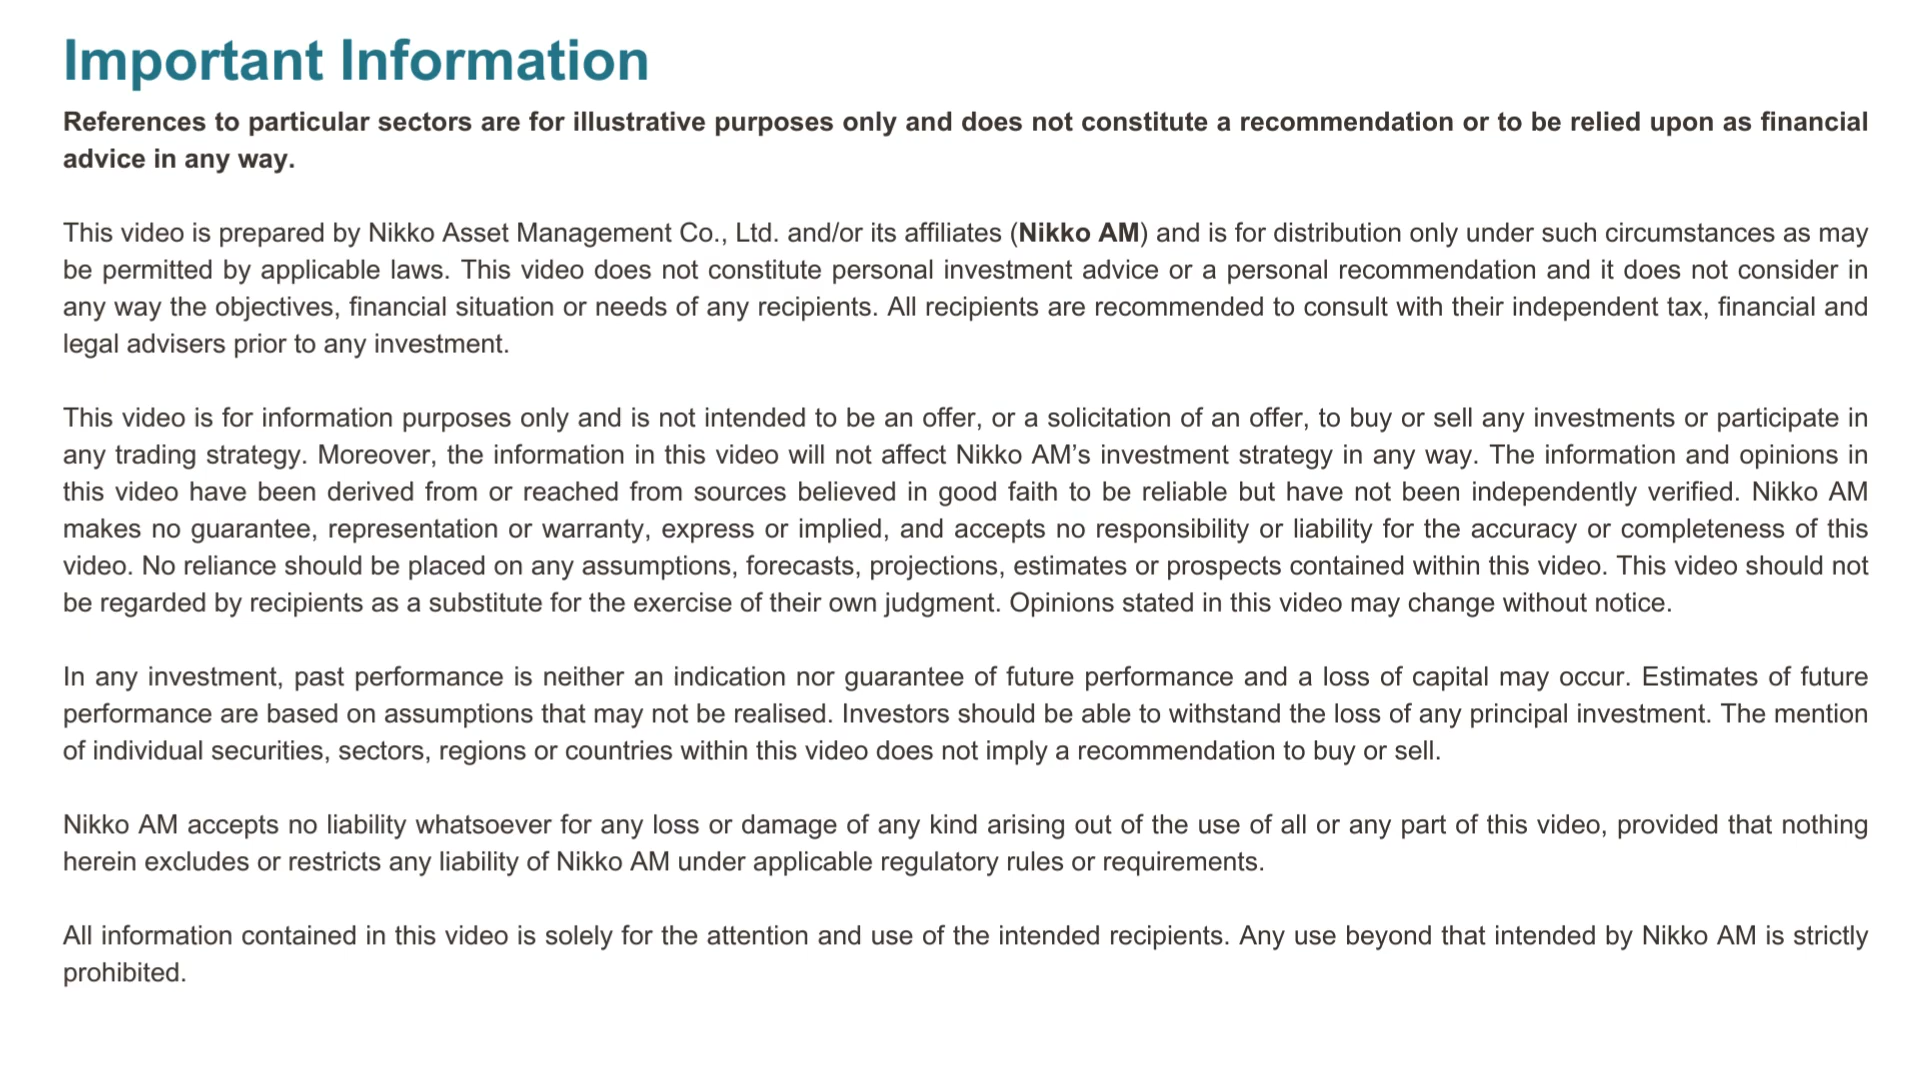 Important Information
References to particular sectors are for illustrative purposes only and does not constitute a recommendation or to be relied upon as financial
advice in any way.
This video is prepared by Nikko Asset Management Co., Ltd. and/or its affiliates (Nikko AM) and is for distribution only under such circumstances as may
be permitted by applicable laws. This video does not constitute personal investment advice or a personal recommendation and it does not consider in
any way the objectives, financial situation or needs of any recipients. All recipients are recommended to consult with their independent tax, financial and
legal advisers prior to any investment.
This video is for information purposes only and is not intended to be an offer, or a solicitation of an offer, to buy or sell any investments or participate in
any trading strategy. Moreover, the information in this video will not affect Nikko AM’s investment strategy in any way. The information and opinions in
this video have been derived from or reached from sources believed in good faith to be reliable but have not been independently verified. Nikko AM
makes no guarantee, representation or warranty, express or implied, and accepts no responsibility or liability for the accuracy or completeness of this
video. No reliance should be placed on any assumptions, forecasts, projections, estimates or prospects contained within this video. This video should not
be regarded by recipients as a substitute for the exercise of their own judgment. Opinions stated in this video may change without notice.
In any investment, past performance is neither an indication nor guarantee of future performance and a loss of capital may occur. Estimates of future
performance are based on assumptions that may not be realised. Investors should be able to withstand the loss of any principal investment. The mention
of individual securities, sectors, regions or countries within this video does not imply a recommendation to buy or sell.
Nikko AM accepts no liability whatsoever for any loss or damage of any kind arising out of the use of all or any part of this video, provided that nothing
herein excludes or restricts any liability of Nikko AM under applicable regulatory rules or requirements.
All information contained in this video is solely for the attention and use of the intended recipients. Any use beyond that intended by Nikko AM is strictly
prohibited.